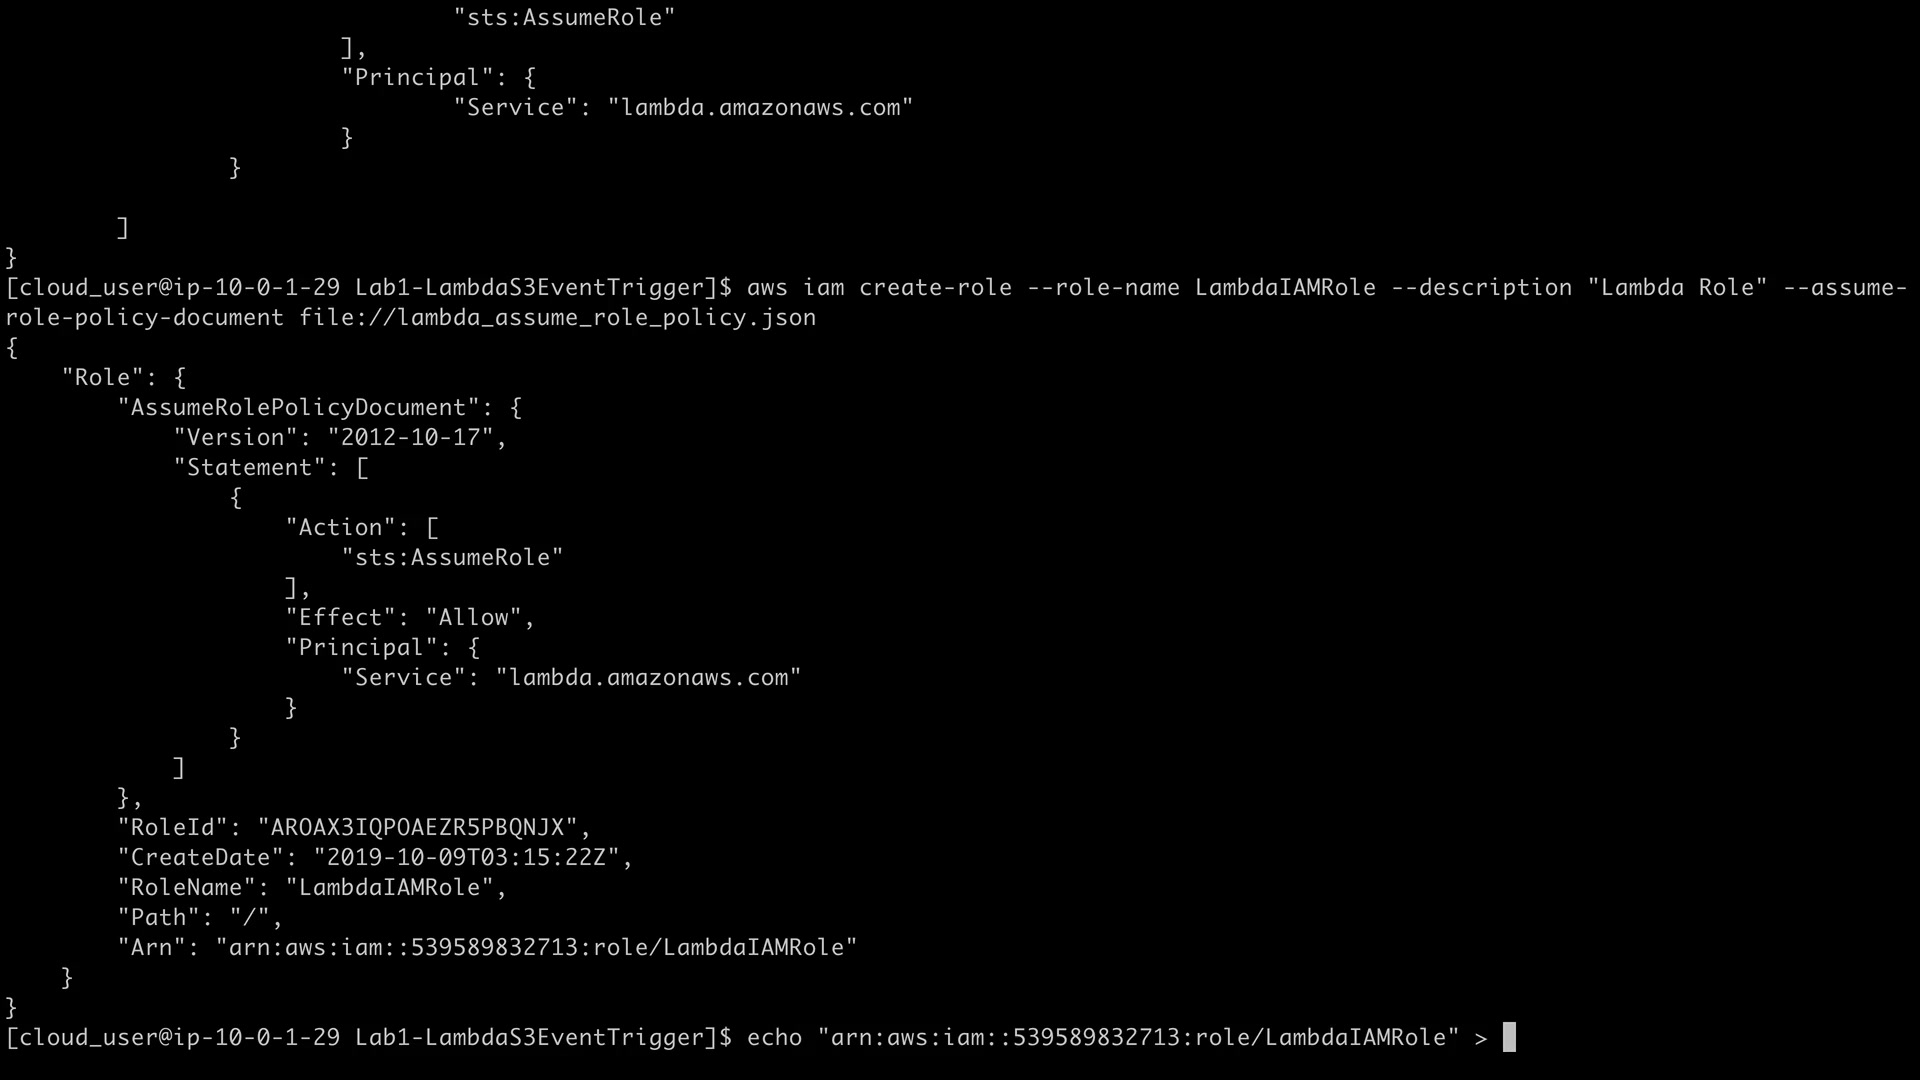 "sts:AssumeRole"
                        ],
                        "Principal": {
                                "Service": "lambda.amazonaws.com"
                        }
                }

        ]
}
[cloud_user@ip-10-0-1-29 Lab1-LambdaS3EventTrigger]$ aws iam create-role --role-name LambdaIAMRole --description "Lambda Role" --assume-
role-policy-document file://lambda_assume_role_policy.json
{
    "Role": {
        "AssumeRolePolicyDocument": {
            "Version": "2012-10-17",
            "Statement": [
                {
                    "Action": [
                        "sts:AssumeRole"
                    ],
                    "Effect": "Allow",
                    "Principal": {
                        "Service": "lambda.amazonaws.com"
                    }
                }
            ]
        },
        "RoleId": "AROAX3IQPOAEZR5PBQNJX",
        "CreateDate": "2019-10-09T03:15:22Z",
        "RoleName": "LambdaIAMRole",
        "Path": "/",
        "Arn": "arn:aws:iam::539589832713:role/LambdaIAMRole"
    }
}
[cloud_user@ip-10-0-1-29 Lab1-LambdaS3EventTrigger]$ echo "arn:aws:iam::539589832713:role/LambdaIAMRole" >